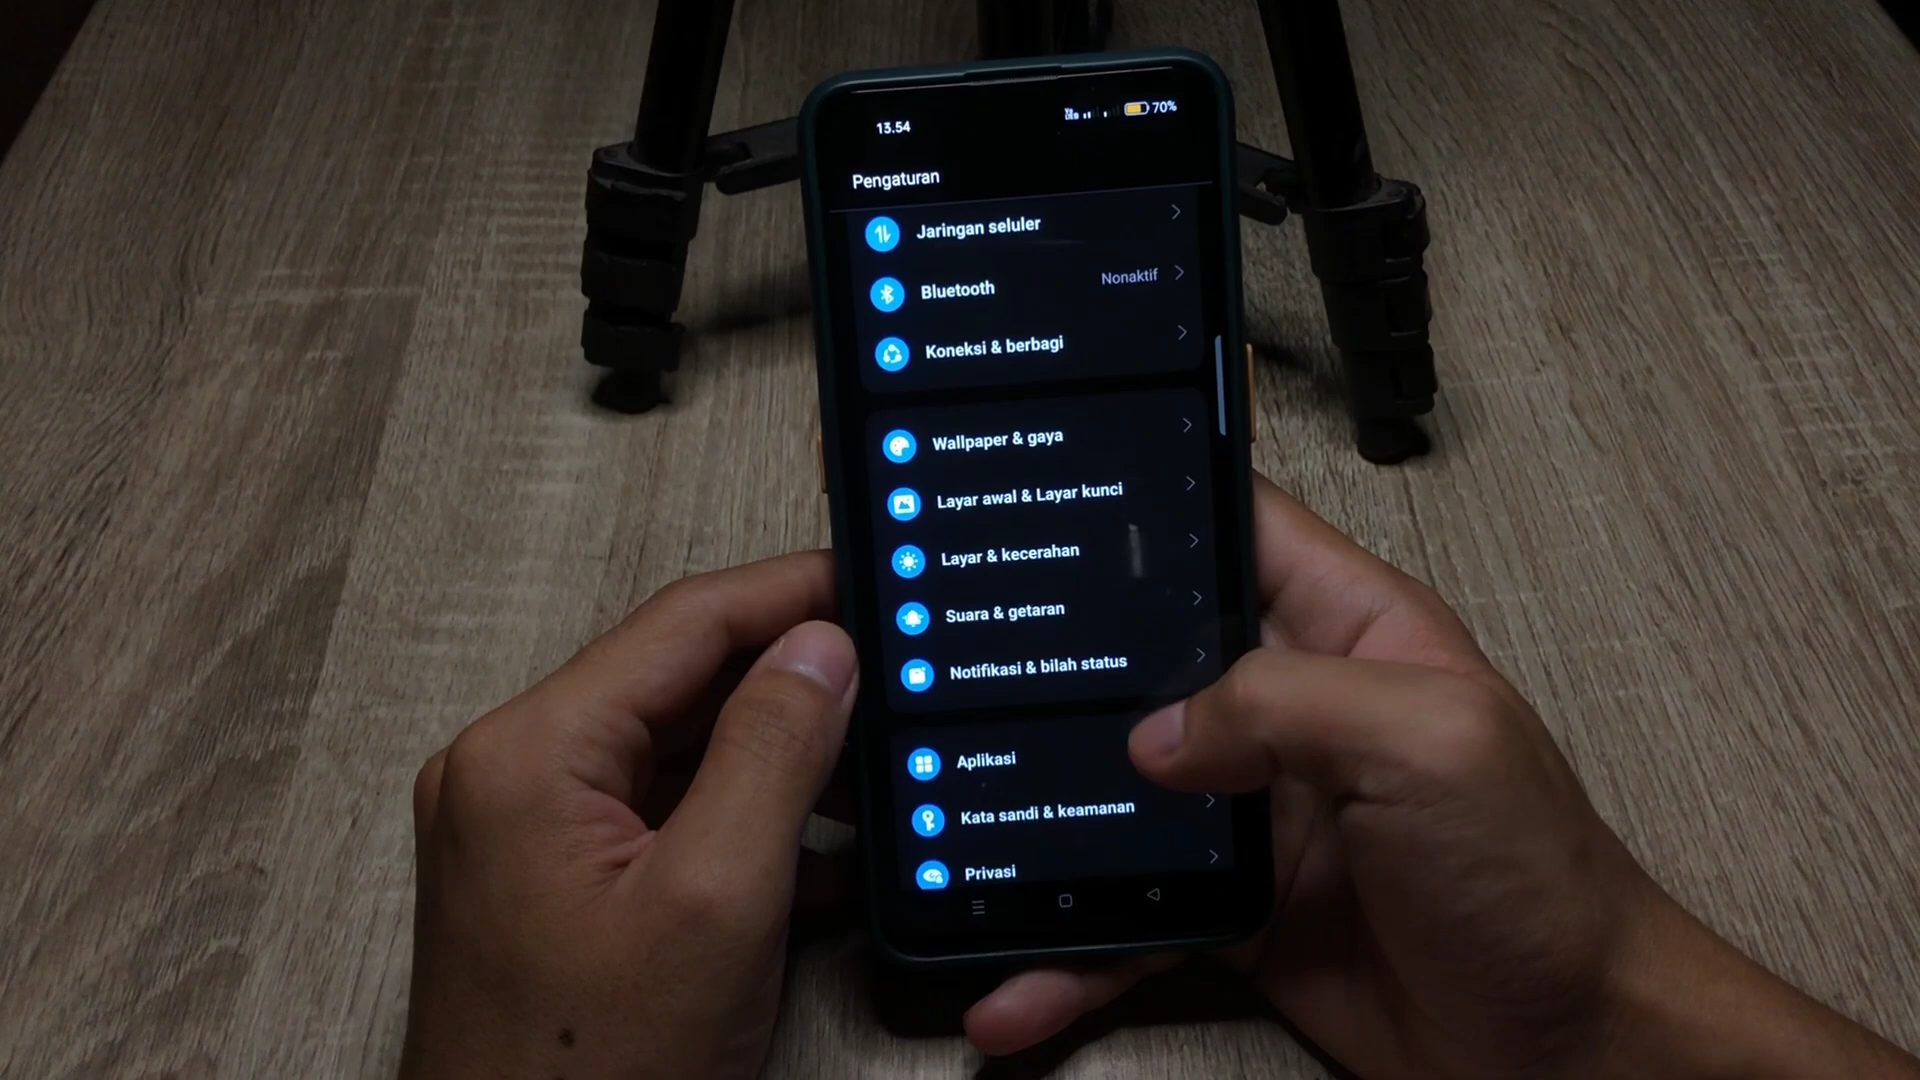 13.54
70%
Pengaturan
Jaringan seluler
Bluetooth
Nonaktif
Koneksi & berbagi
Wallpaper & gaya
Layar awal & Layar kunci
Layar & kecerahan
Suara & getaran
Notifikasi & bilah status
Aplikasi
Kata sandi & keamanan
Privasi